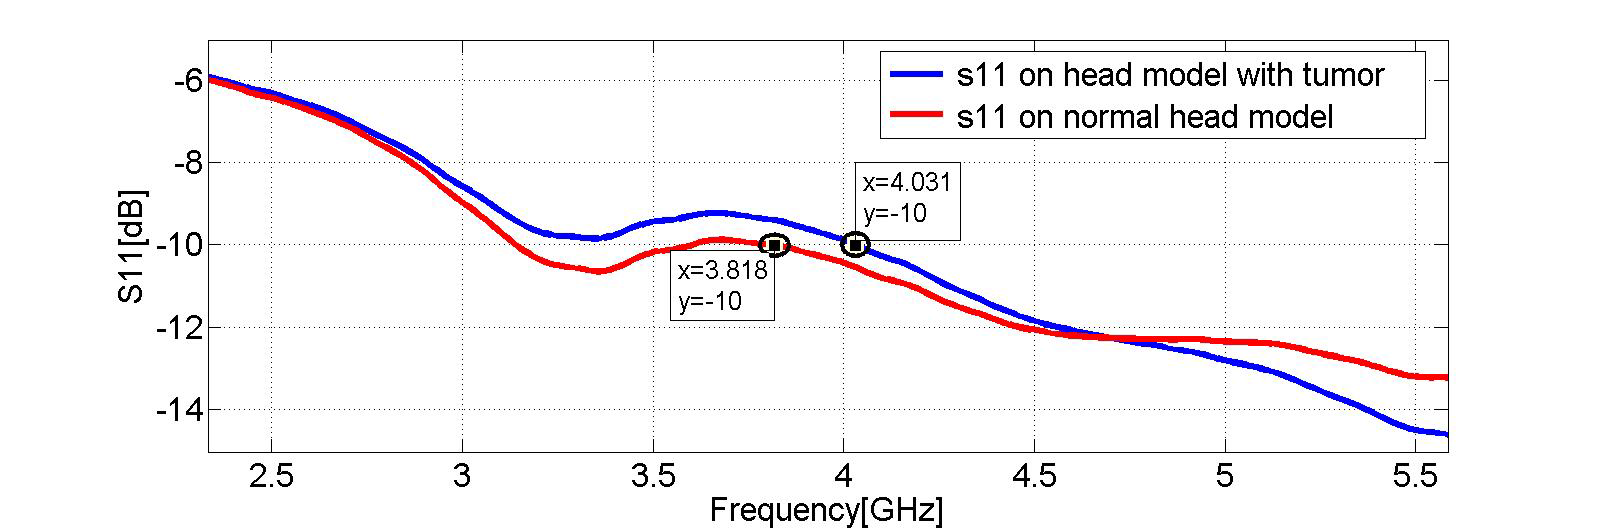 s11 on head model with tumor
s11 on normal head model
x=4.031
y=-10
x=3.818
y=-10
S11[dB]
-6
-8
-10
-12
-14
2.5 3 3.5 4 4.5 5 5.5
Frequency[GHz]